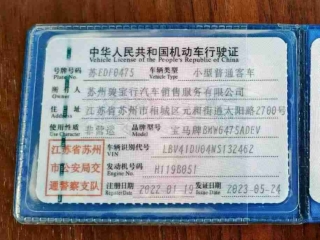 中华人民共和国机动车行驶证
Vehicle License of the People's Republic of China
号牌号码 苏EDF0475 车辆类型 小型普通客车
Plate No. Vehicle Type
所有人 苏州骏宝行汽车销售服务有限公司
Owner
住址 江苏省苏州市相城区元和街道太阳路2700号
Address
使用性质 非营运 品牌型号 宝马牌BMW6475ADEV
Use Character Model
江苏省苏州市公安局交通警察支队
车辆识别代号 LBV41DU04NS132462
VIN
发动机号码 H1198051
Engine No.
注册日期 2022-01-19 发证日期 2023-05-24
Register Date Issue Date